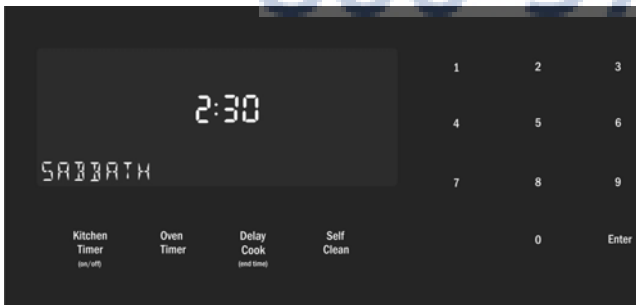 2:30
SABBATH
1 2 3
4 5 6
7 8 9
0 Enter
Kitchen Timer (on/off)
Oven Timer
Delay Cook (end time)
Self Clean